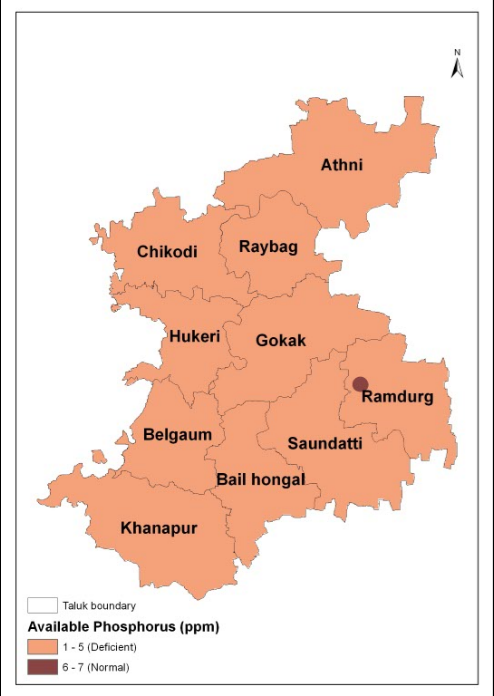 N
Athni
Chikodi
Raybag
Hukeri
Gokak
Ramdurg
Belgaum
Saundatti
Bail hongal
Khanapur
Taluk boundary
Available Phosphorus (ppm)
1 - 5 (Deficient)
6 - 7 (Normal)